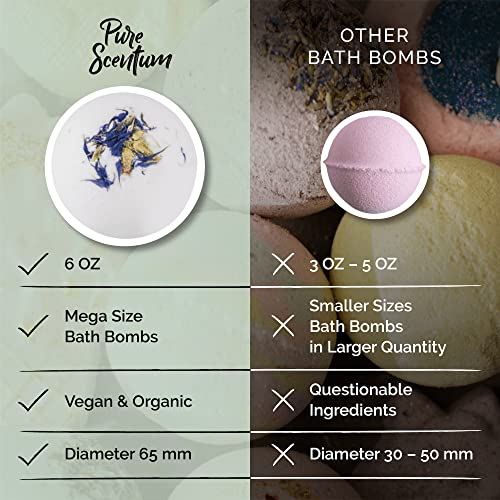 Pure
Scentum
OTHER
BATH BOMBS
6 OZ
3 OZ – 5 OZ
Mega Size
Bath Bombs
Smaller Sizes
Bath Bombs
in Larger Quantity
Vegan & Organic
Questionable
Ingredients
Diameter 65 mm
Diameter 30 – 50 mm